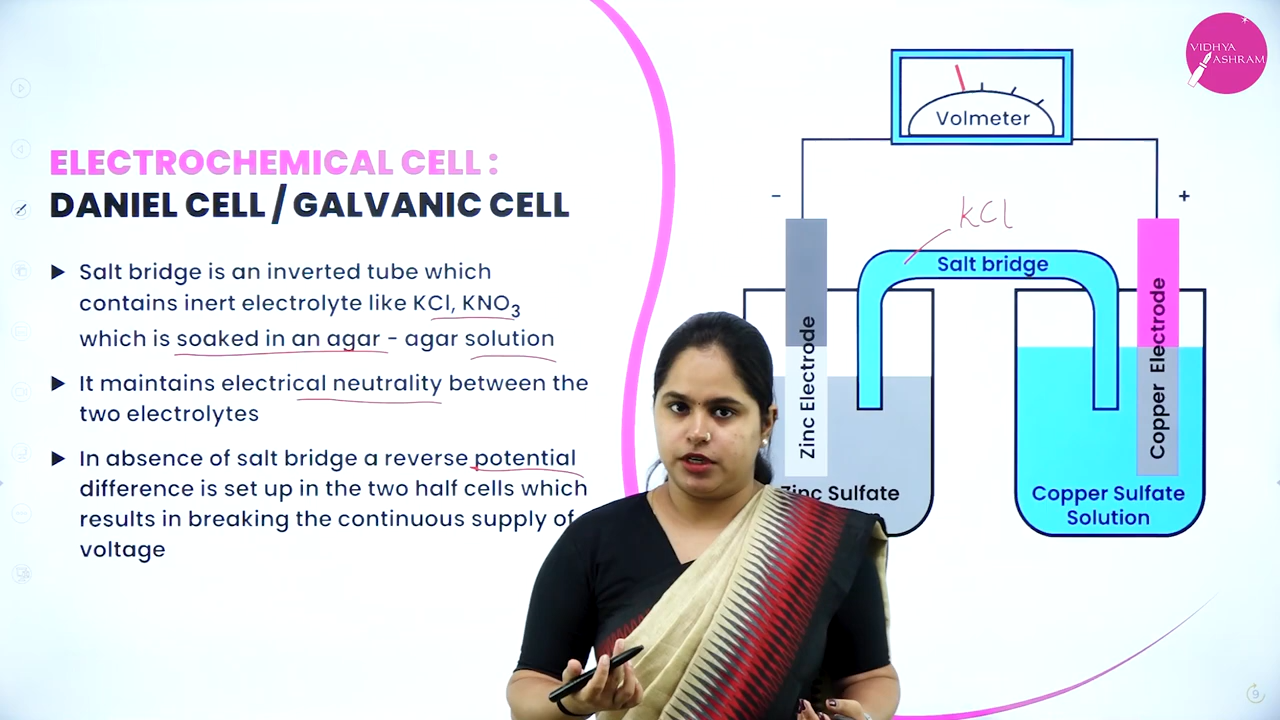 VIDHYA
ASHRAM
ELECTROCHEMICAL CELL :
DANIEL CELL / GALVANIC CELL
▶ Salt bridge is an inverted tube which
contains inert electrolyte like KCl, KNO₃
which is soaked in an agar - agar solution
▶ It maintains electrical neutrality between the
two electrolytes
▶ In absence of salt bridge a reverse potential
difference is set up in the two half cells which
results in breaking the continuous supply of
voltage
Volmeter
-
+
KCl
Salt bridge
Zinc Electrode
Copper Electrode
Zinc Sulfate
Copper Sulfate
Solution
9